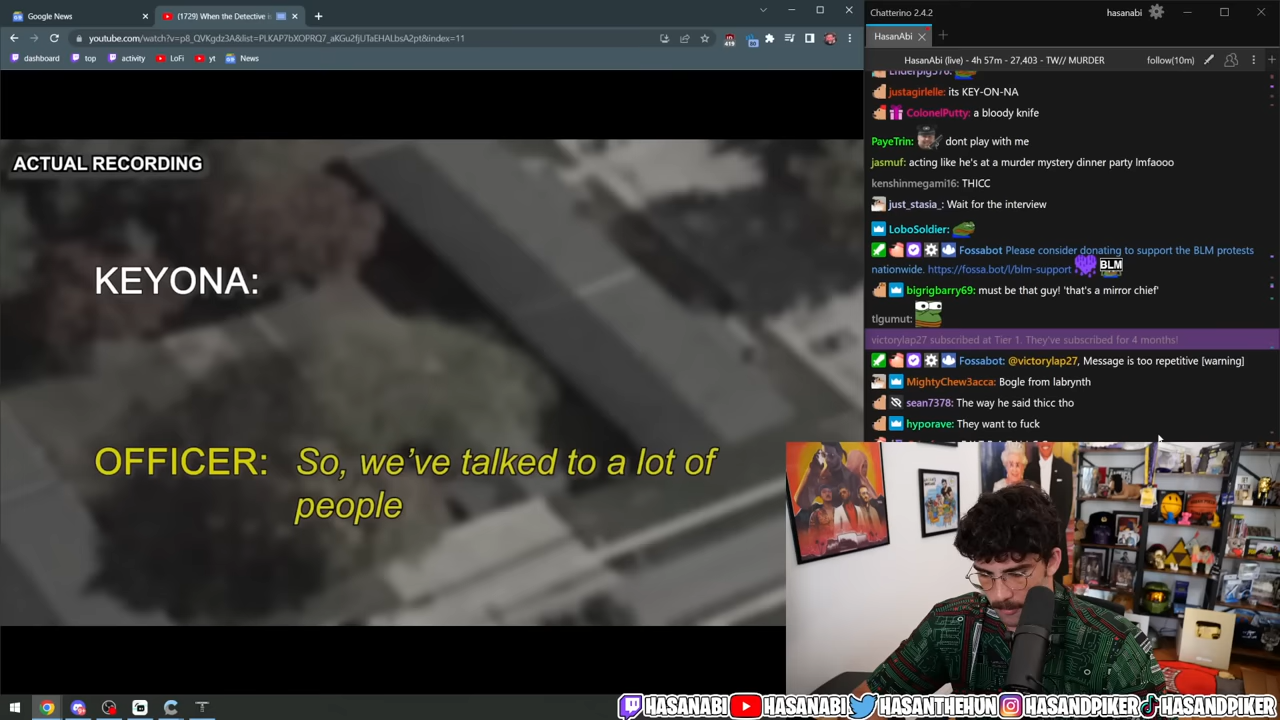 Google News
(1729) When the Detective is
youtube.com/watch?v=p8_QVKgdz3A&list=PLKAP7bXOPRQ7_aKGu2fjUTaEHALbsA2pt&index=11
dashboard
top
activity
LoFi
yt
News
ACTUAL RECORDING
KEYONA:
OFFICER: So, we've talked to a lot of
people
Chatterino 2.4.2
hasanabi
HasanAbi
HasanAbi (live) - 4h 57m - 27,403 - TW// MURDER
follow(10m)
Enderpig576:
justagirlelle: its KEY-ON-NA
ColonelPutty: a bloody knife
PayeTrin: dont play with me
jasmuf: acting like he's at a murder mystery dinner party lmfaooo
kenshinmegami16: THICC
just_stasia_: Wait for the interview
LoboSoldier:
Fossabot Please consider donating to support the BLM protests
nationwide. https://fossa.bot/l/blm-support BLM
bigrigbarry69: must be that guy! 'that's a mirror chief'
tlgumut:
victorylap27 subscribed at Tier 1. They've subscribed for 4 months!
Fossabot: @victorylap27, Message is too repetitive [warning]
MightyChew3acca: Bogle from labrynth
sean7378: The way he said thicc tho
hyporave: They want to fuck
HASANABI
HASANABI
HASANTHEHUN
HASANDPIKER
HASANDPIKER